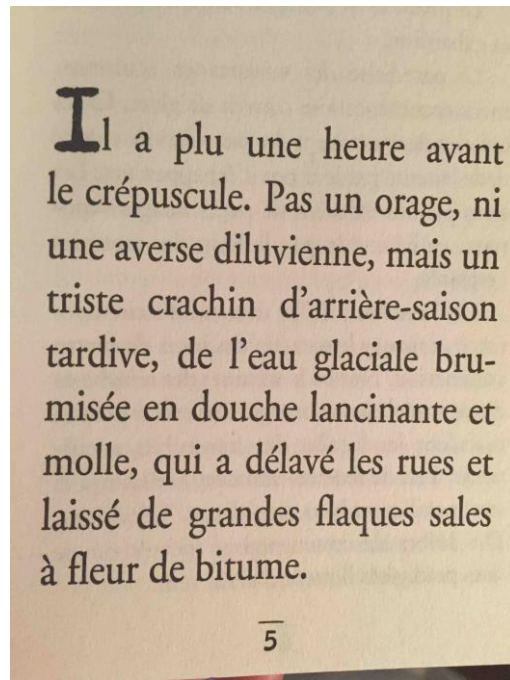 Il a plu une heure avant
le crépuscule. Pas un orage, ni
une averse diluvienne, mais un
triste crachin d’arrière-saison
tardive, de l’eau glaciale bru-
misée en douche lancinante et
molle, qui a délavé les rues et
laissé de grandes flaques sales
à fleur de bitume.
5